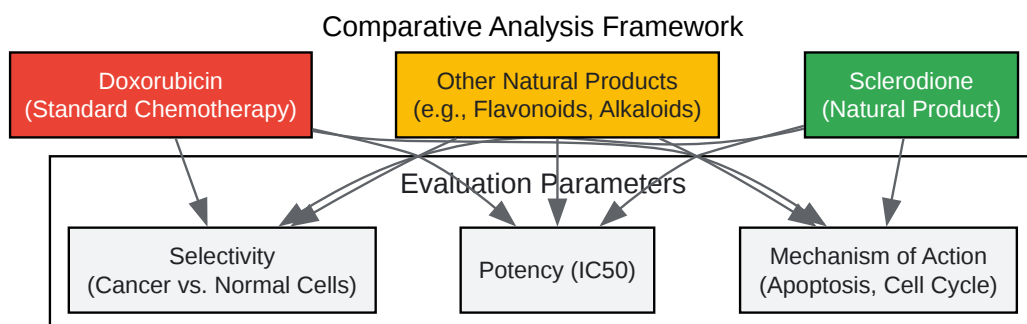 Comparative Analysis Framework
Doxorubicin
(Standard Chemotherapy)
Other Natural Products
(e.g., Flavonoids, Alkaloids)
Sclerodione
(Natural Product)
Evaluation Parameters
Selectivity
(Cancer vs. Normal Cells)
Potency (IC50)
Mechanism of Action
(Apoptosis, Cell Cycle)